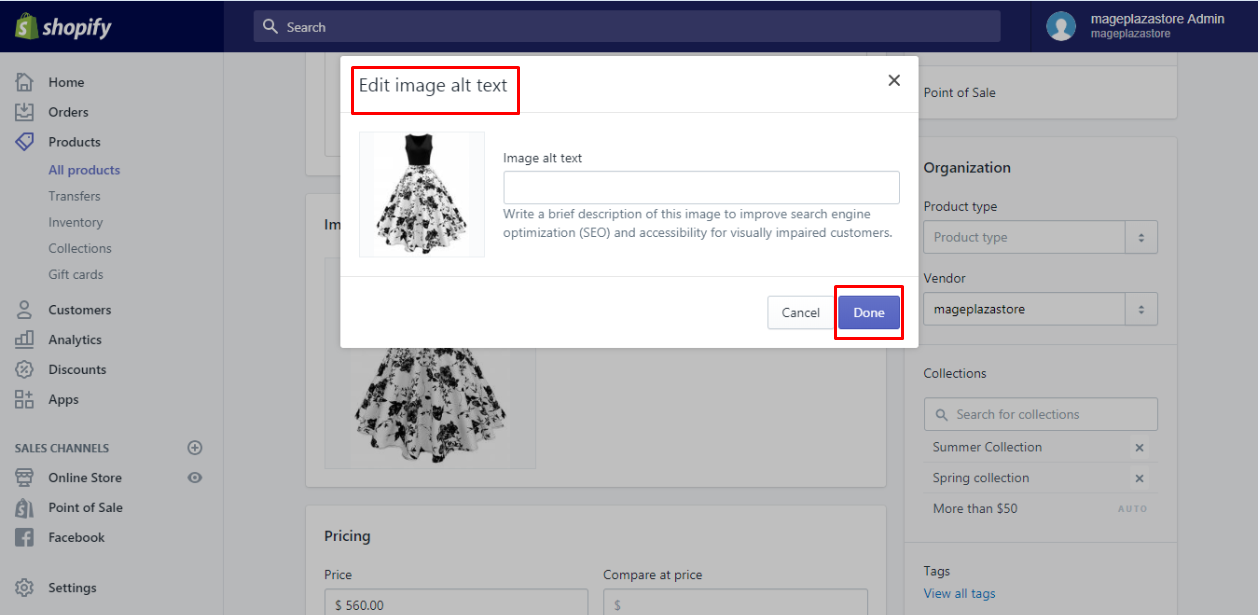 shopify
Search
mageplazastore Admin
mageplazastore
Home
Orders
Products
All products
Transfers
Inventory
Collections
Gift cards
Customers
Analytics
Discounts
Apps
SALES CHANNELS
Online Store
Point of Sale
Facebook
Settings
Edit image alt text
Image alt text
Write a brief description of this image to improve search engine
optimization (SEO) and accessibility for visually impaired customers.
Cancel
Done
Im
Pricing
Price
Compare at price
$ 560.00
$
Point of Sale
Organization
Product type
Product type
Vendor
mageplazastore
Collections
Search for collections
Summer Collection
Spring collection
More than $50
AUTO
Tags
View all tags